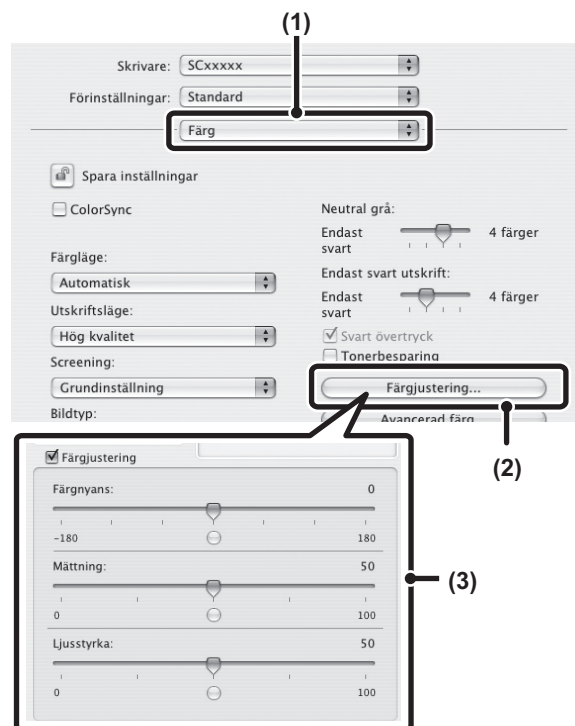 (1)
Skrivare: SCxxxxx
Förinställningar: Standard
Färg
Spara inställningar
ColorSync
Färgläge:
Automatisk
Utskriftsläge:
Hög kvalitet
Screening:
Grundinställning
Bildtyp:
Neutral grå:
Endast svart 4 färger
Endast svart utskrift:
Endast svart 4 färger
Svart övertryck
Tonerbesparing
Färgjustering...
Avancerad färg
(2)
Färgjustering
Färgnyans: 0
-180 180
Mättning: 50
0 100
(3)
Ljusstyrka: 50
0 100